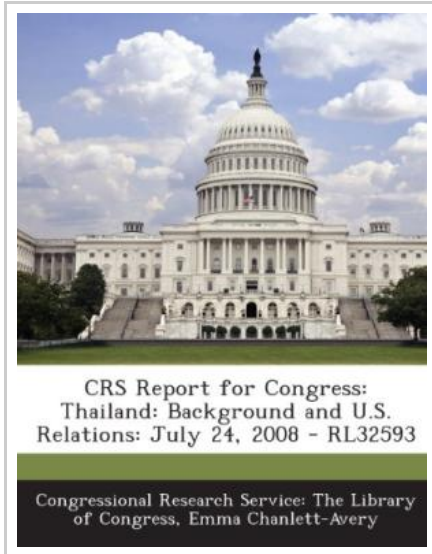 CRS Report for Congress:
Thailand: Background and U.S.
Relations: July 24, 2008 - RL32593
Congressional Research Service: The Library
of Congress, Emma Chanlett-Avery